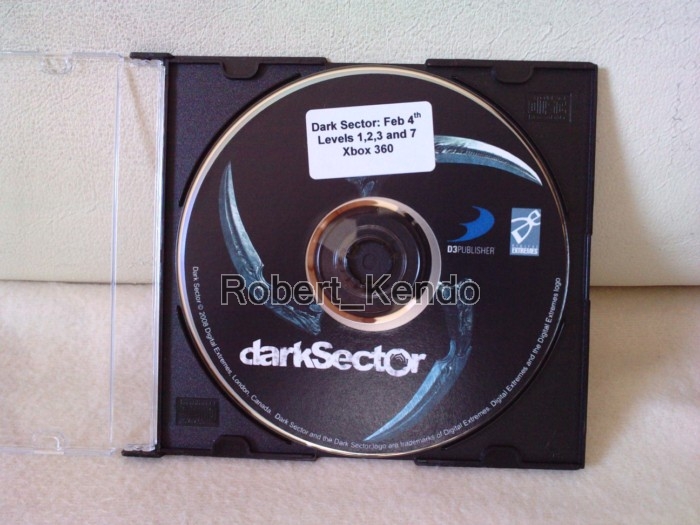 Dark Sector: Feb 4th
Levels 1,2,3 and 7
Xbox 360
D3PUBLISHER
DIGITAL EXTREMES
Robert_Kendo
darkSector
Dark Sector © 2008 Digital Extremes, London, Canada. Dark Sector and the Dark Sector logo are trademarks of Digital Extremes. Digital Extremes and the Digital Extremes logo